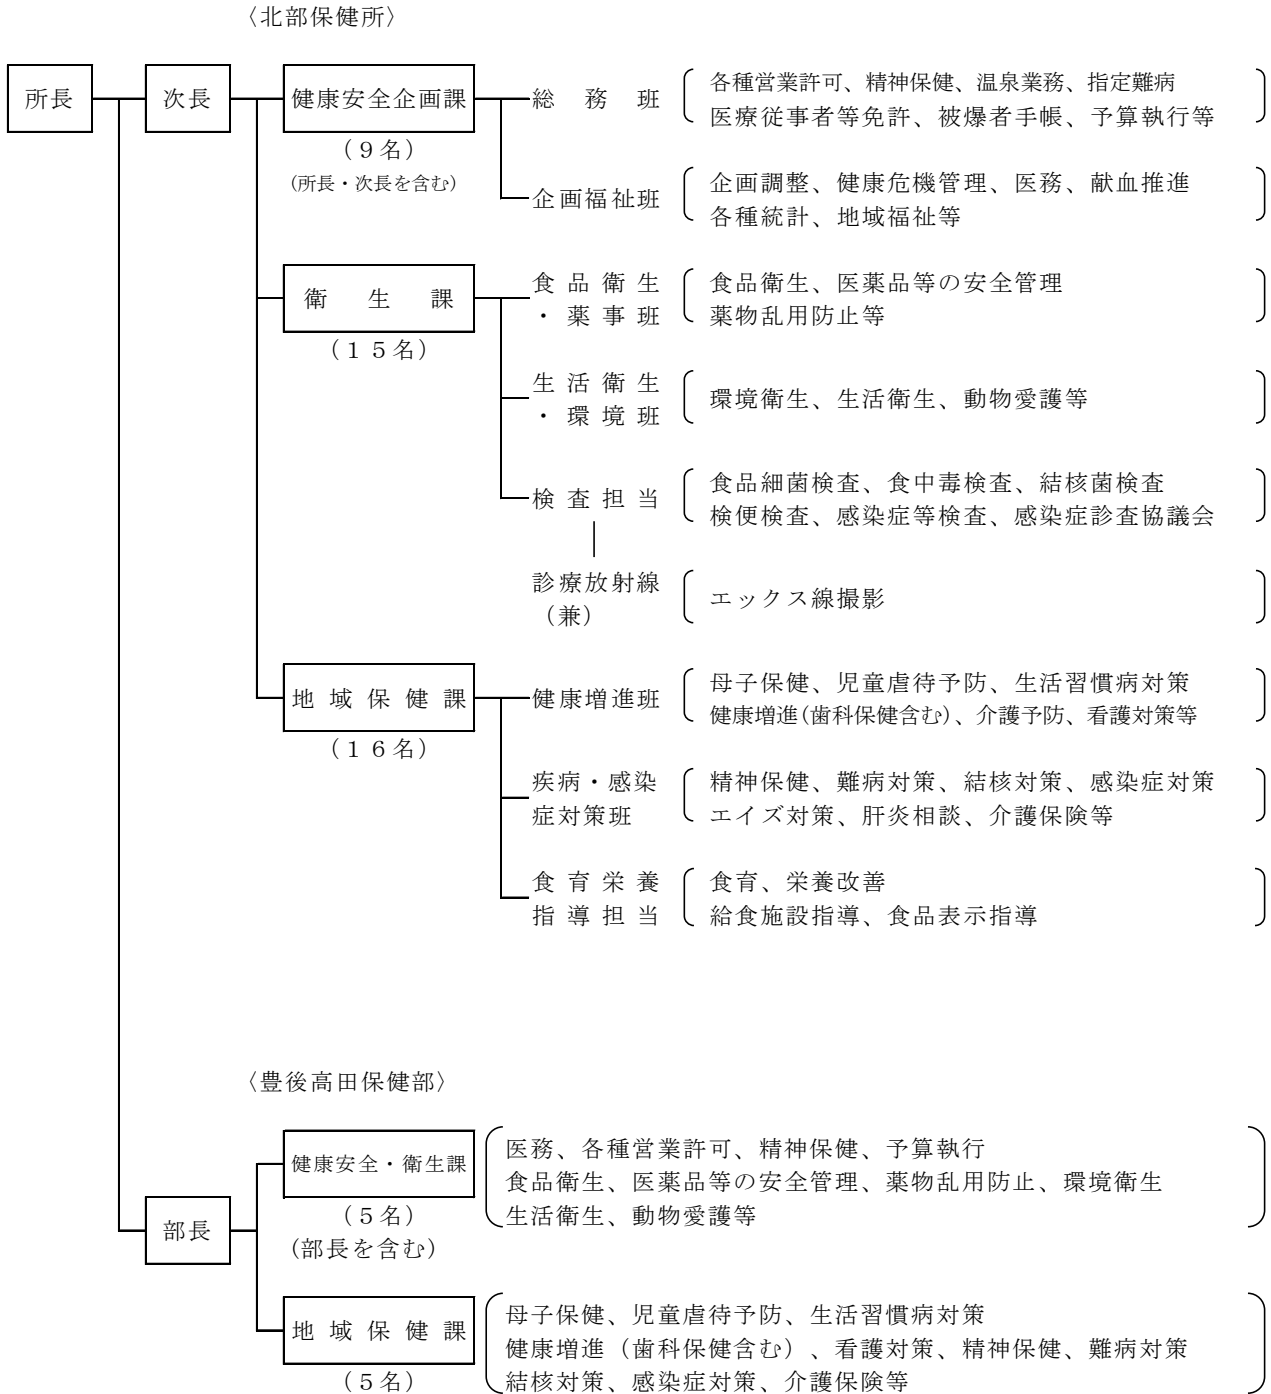 〈北部保健所〉
所長
次長
健康安全企画課
(９名)
(所長・次長を含む)
総務班
各種営業許可、精神保健、温泉業務、指定難病
医療従事者等免許、被爆者手帳、予算執行等
企画福祉班
企画調整、健康危機管理、医務、献血推進
各種統計、地域福祉等
衛生課
(１５名)
食品衛生
・薬事班
食品衛生、医薬品等の安全管理
薬物乱用防止等
生活衛生
・環境班
環境衛生、生活衛生、動物愛護等
検査担当
食品細菌検査、食中毒検査、結核菌検査
検便検査、感染症等検査、感染症診査協議会
診療放射線
(兼)
エックス線撮影
地域保健課
(１６名)
健康増進班
母子保健、児童虐待予防、生活習慣病対策
健康増進(歯科保健含む)、介護予防、看護対策等
疾病・感染
症対策班
精神保健、難病対策、結核対策、感染症対策
エイズ対策、肝炎相談、介護保険等
食育栄養
指導担当
食育、栄養改善
給食施設指導、食品表示指導
〈豊後高田保健部〉
部長
健康安全・衛生課
(５名)
(部長を含む)
医務、各種営業許可、精神保健、予算執行
食品衛生、医薬品等の安全管理、薬物乱用防止、環境衛生
生活衛生、動物愛護等
地域保健課
(５名)
母子保健、児童虐待予防、生活習慣病対策
健康増進（歯科保健含む）、看護対策、精神保健、難病対策
結核対策、感染症対策、介護保険等